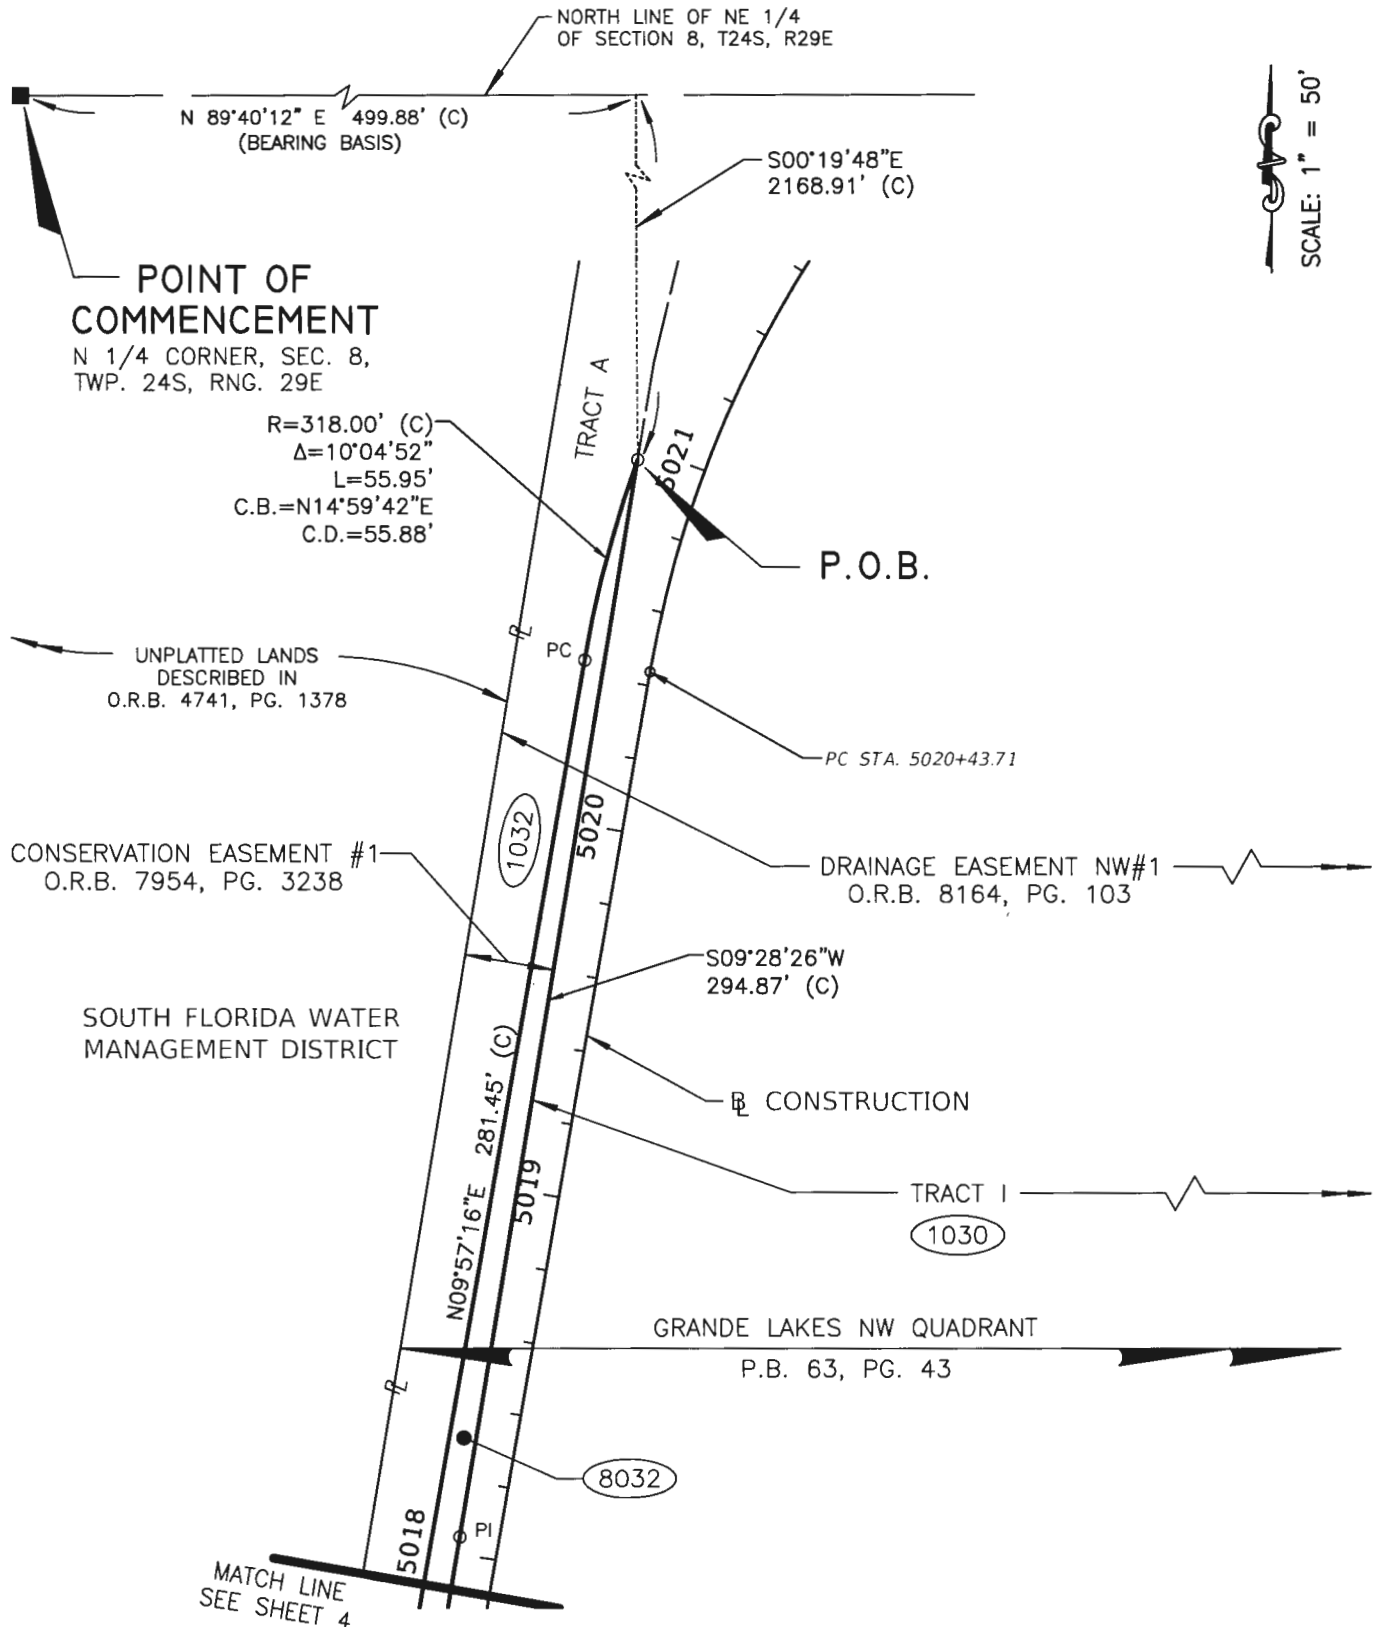 NORTH LINE OF NE 1/4
OF SECTION 8, T24S, R29E
N 89°40'12" E 499.88' (C)
(BEARING BASIS)
S00°19'48"E
2168.91' (C)
SCALE: 1" = 50'
POINT OF
COMMENCEMENT
N 1/4 CORNER, SEC. 8,
TWP. 24S, RNG. 29E
TRACT A
R=318.00' (C)
Δ=10°04'52"
L=55.95'
C.B.=N14°59'42"E
C.D.=55.88'
5021
P.O.B.
PL
PC
UNPLATTED LANDS
DESCRIBED IN
O.R.B. 4741, PG. 1378
PC STA. 5020+43.71
1032
5020
CONSERVATION EASEMENT #1
O.R.B. 7954, PG. 3238
DRAINAGE EASEMENT NW#1
O.R.B. 8164, PG. 103
S09°28'26"W
294.87' (C)
SOUTH FLORIDA WATER
MANAGEMENT DISTRICT
N09°57'16"E 281.45' (C)
BL CONSTRUCTION
5019
TRACT I
1030
GRANDE LAKES NW QUADRANT
P.B. 63, PG. 43
PL
8032
5018
PI
MATCH LINE
SEE SHEET 4